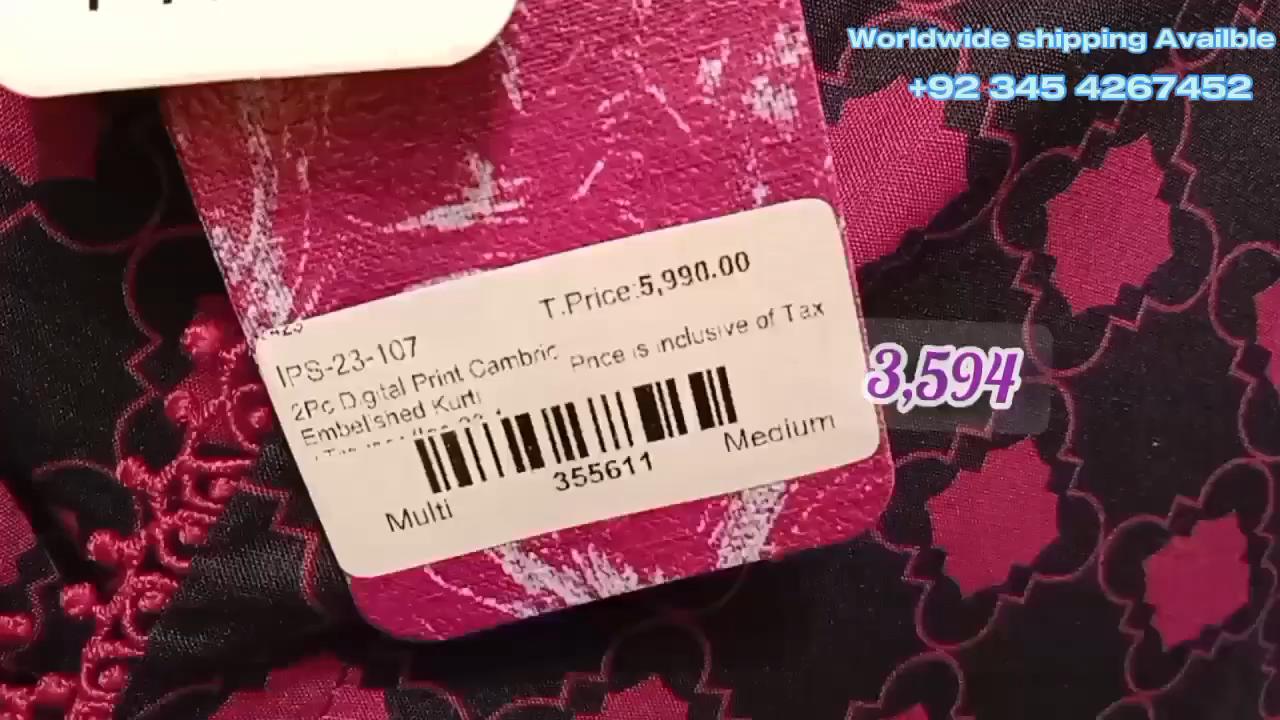 Worldwide shipping Availble
+92 345 4267452
T.Price:5,990.00
IPS-23-107
Price is inclusive of Tax
2Pc Digital Print Cambric
Embelished Kurti
3,594
355611
Medium
Multi